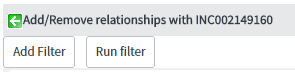 Add/Remove relationships with INC002149160
Add Filter Run filter